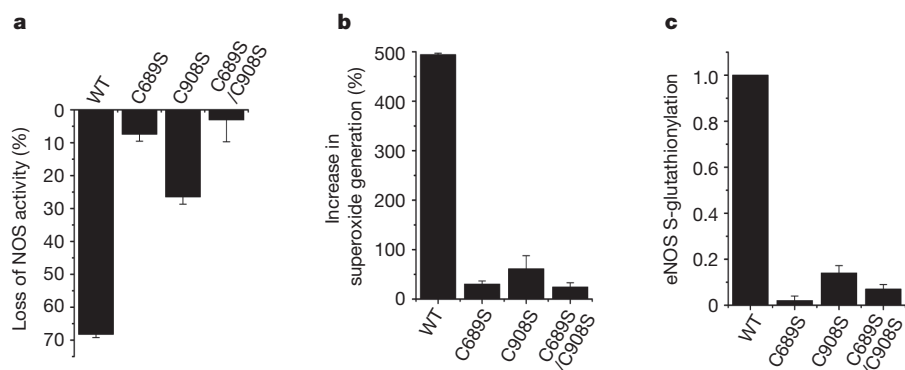 a
WT
C689S
C908S
C689S
/C908S
0
10
20
30
40
50
60
70
Loss of NOS activity (%)
b
500
400
300
200
100
0
Increase in
superoxide generation (%)
WT
C689S
C908S
C689S
/C908S
c
1.0
0.8
0.6
0.4
0.2
0
eNOS S-glutathionylation
WT
C689S
C908S
C689S
/C908S